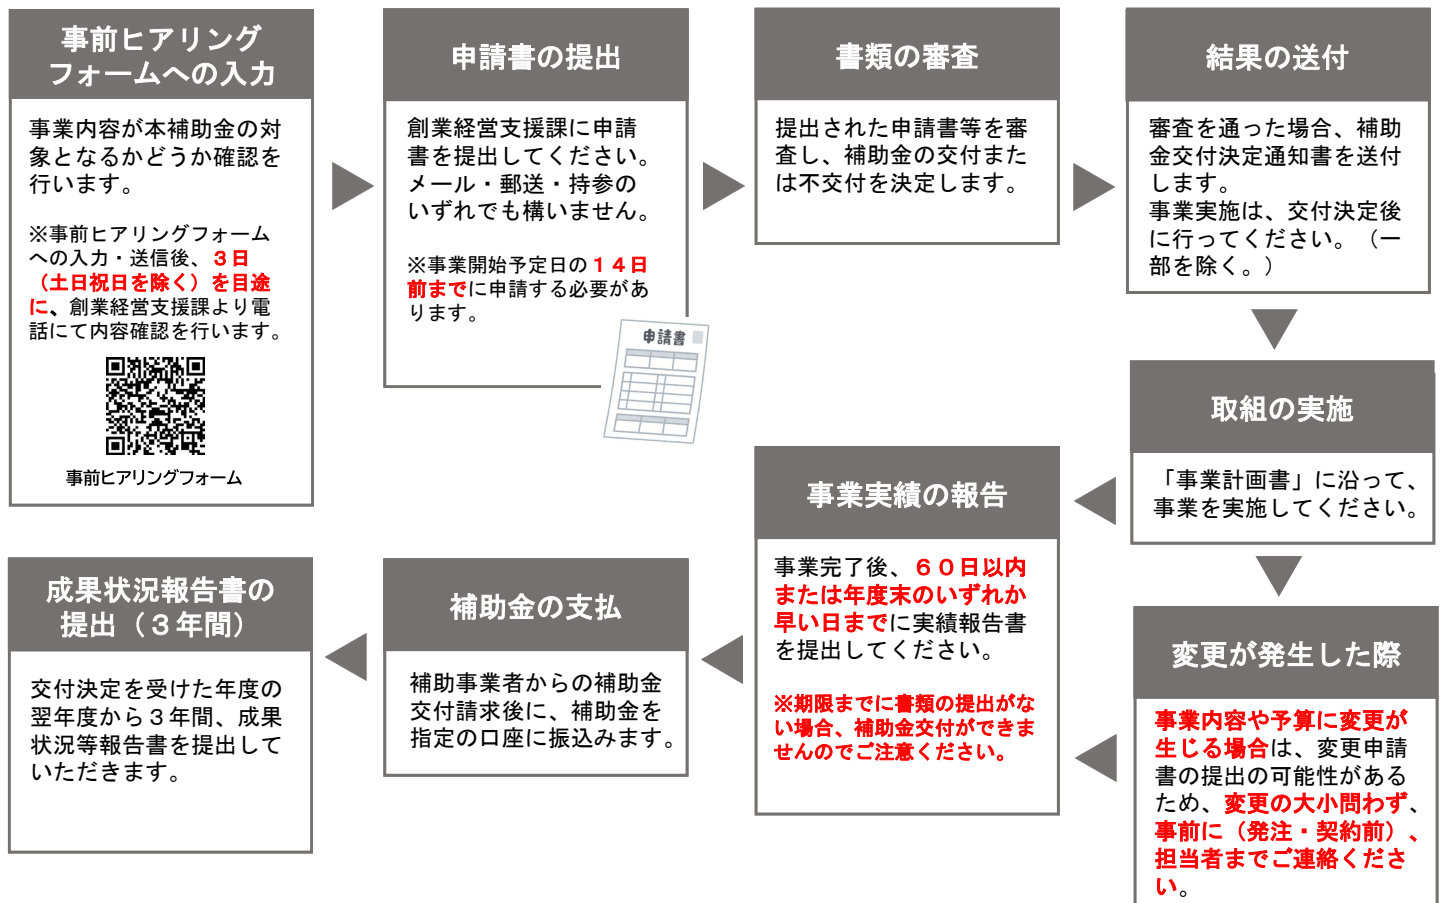 事前ヒアリング
フォームへの入力
事業内容が本補助金の対
象となるかどうか確認を
行います。
※事前ヒアリングフォーム
への入力・送信後、３日
（土日祝日を除く）を目途
に、創業経営支援課より電
話にて内容確認を行います。
事前ヒアリングフォーム
申請書の提出
創業経営支援課に申請
書を提出してください。
メール・郵送・持参の
いずれでも構いません。
※事業開始予定日の１４日
前までに申請する必要があ
ります。
申請書
書類の審査
提出された申請書等を審
査し、補助金の交付また
は不交付を決定します。
結果の送付
審査を通った場合、補助
金交付決定通知書を送付
します。
事業実施は、交付決定後
に行ってください。（一
部を除く。）
取組の実施
「事業計画書」に沿って、
事業を実施してください。
変更が発生した際
事業内容や予算に変更が
生じる場合は、変更申請
書の提出の可能性がある
ため、変更の大小問わず、
事前に（発注・契約前）、
担当者までご連絡くださ
い。
事業実績の報告
事業完了後、６０日以内
または年度末のいずれか
早い日までに実績報告書
を提出してください。
※期限までに書類の提出がな
い場合、補助金交付ができま
せんのでご注意ください。
補助金の支払
補助事業者からの補助金
交付請求後に、補助金を
指定の口座に振込みます。
成果状況報告書の
提出（３年間）
交付決定を受けた年度の
翌年度から３年間、成果
状況等報告書を提出して
いただきます。